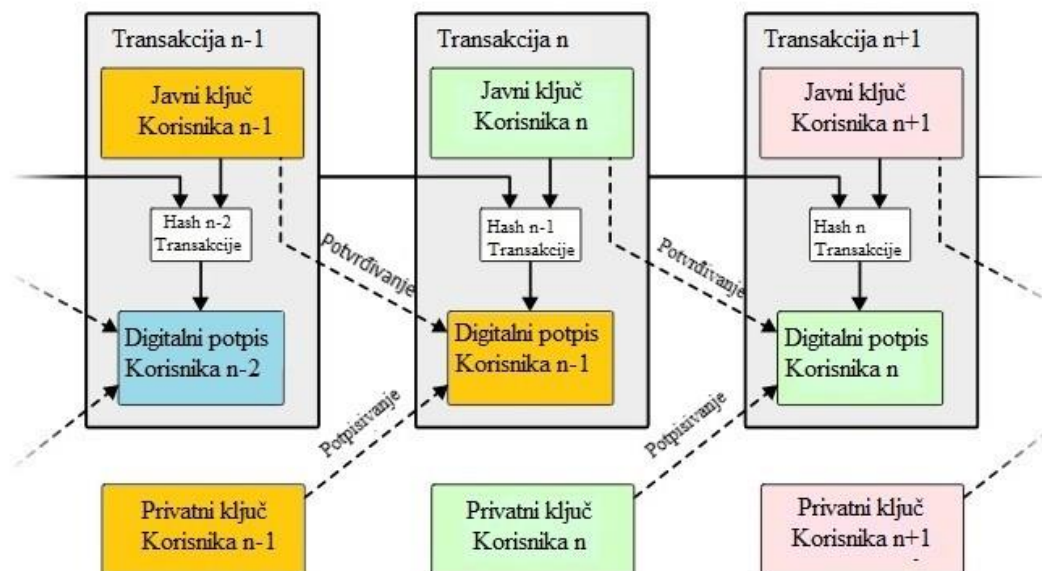 Transakcija n-1
Javni ključ
Korisnika n-1
Hash n-2
Transakcije
Digitalni potpis
Korisnika n-2
Privatni ključ
Korisnika n-1
Potvrđivanje
Potpisivanje
Transakcija n
Javni ključ
Korisnika n
Hash n-1
Transakcije
Digitalni potpis
Korisnika n-1
Privatni ključ
Korisnika n
Potvrđivanje
Potpisivanje
Transakcija n+1
Javni ključ
Korisnika n+1
Hash n
Transakcije
Digitalni potpis
Korisnika n
Privatni ključ
Korisnika n+1